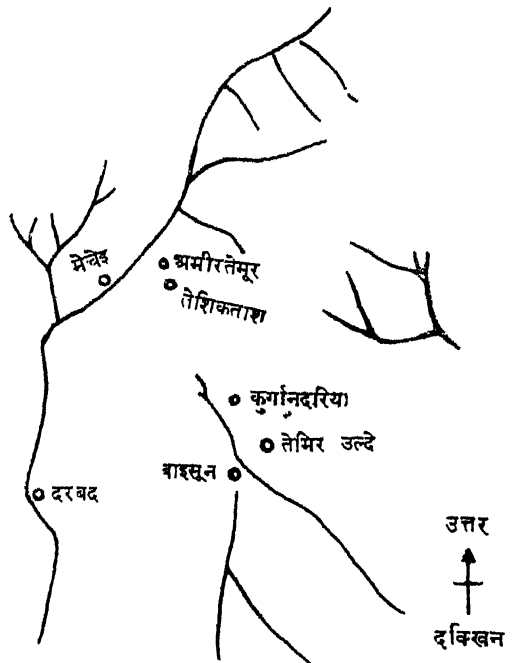 मेचेइ
अमीरतेमूर
तेशिकताश
कुर्गानदरिया
तेमिर उल्दे
बाइसून
दरबद
उत्तर
दक्खिन